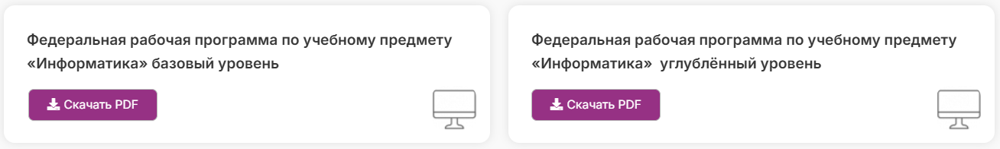 Федеральная рабочая программа по учебному предмету
«Информатика» базовый уровень
Скачать PDF
Федеральная рабочая программа по учебному предмету
«Информатика»  углублённый уровень
Скачать PDF